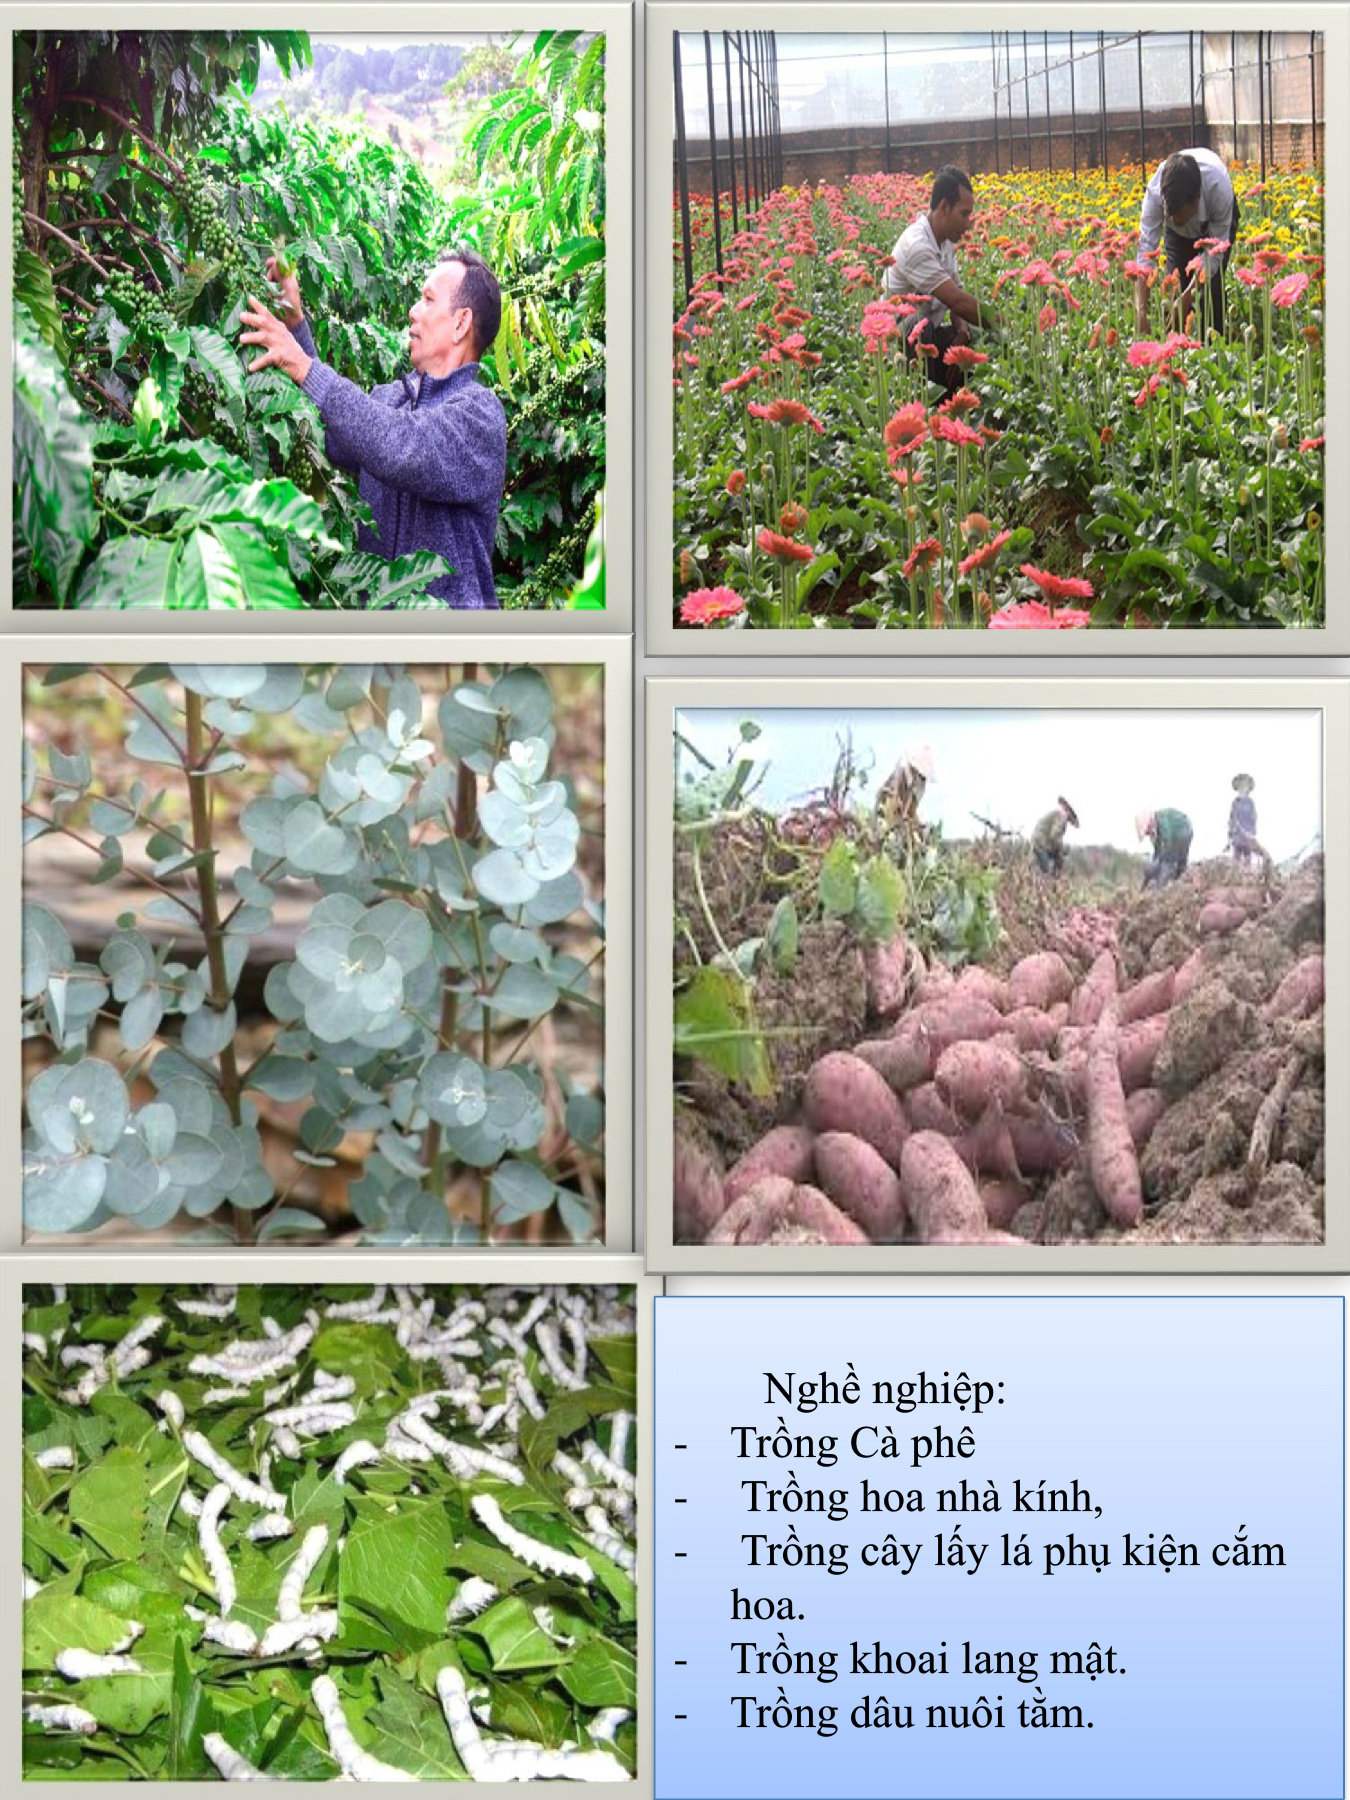 Nghề nghiệp:
- Trồng Cà phê
- Trồng hoa nhà kính,
- Trồng cây lấy lá phụ kiện cắm
hoa.
- Trồng khoai lang mật.
- Trồng dâu nuôi tằm.